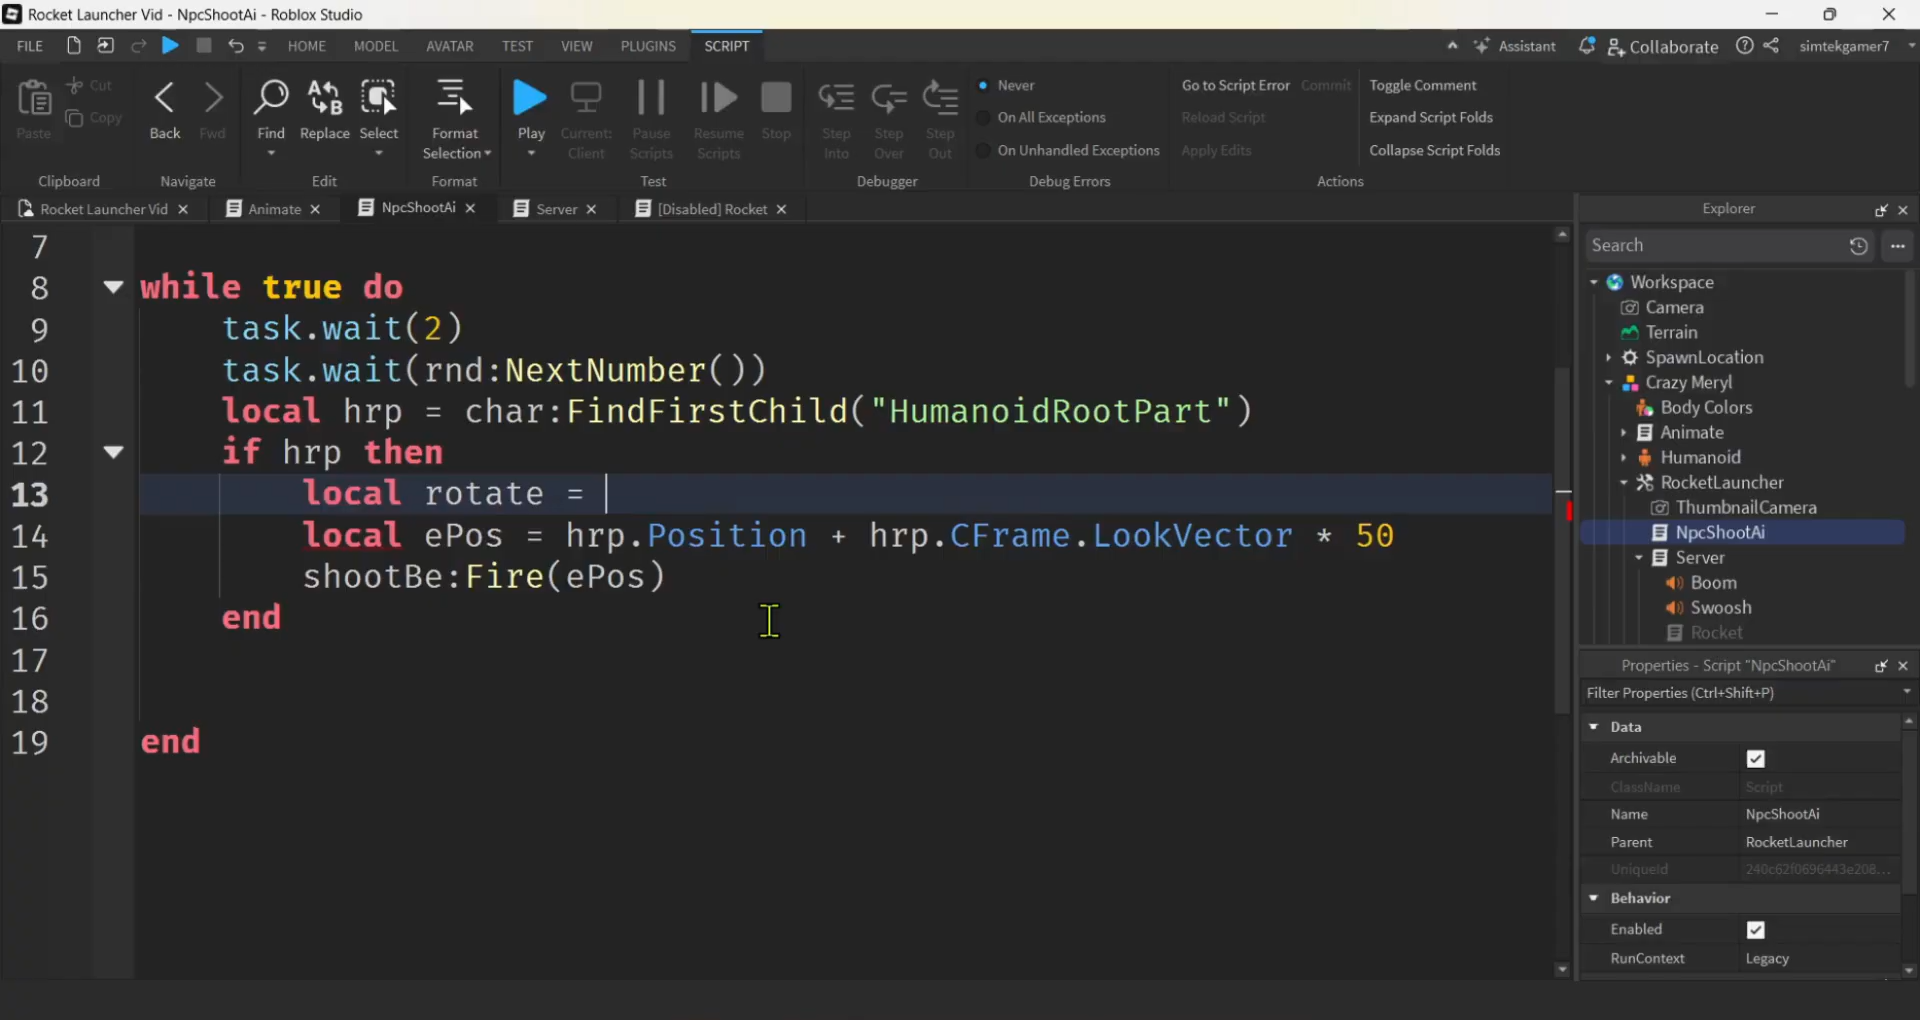 Rocket Launcher Vid - NpcShootAi - Roblox Studio
FILE HOME MODEL AVATAR TEST VIEW PLUGINS SCRIPT Assistant Collaborate simtekgamer7
Paste Cut Copy Back Fwd Find Replace Select Format Selection Play Current: Client Pause Scripts Resume Scripts Stop Step Into Step Over Step Out
Never
On All Exceptions
On Unhandled Exceptions
Go to Script Error Commit
Reload Script
Apply Edits
Toggle Comment
Expand Script Folds
Collapse Script Folds
Clipboard Navigate Edit Format Test Debugger Debug Errors Actions
Rocket Launcher Vid Animate NpcShootAi Server [Disabled] Rocket
7
8 while true do
9 task.wait(2)
10 task.wait(rnd:NextNumber())
11 local hrp = char:FindFirstChild("HumanoidRootPart")
12 if hrp then
13 local rotate =
14 local ePos = hrp.Position + hrp.CFrame.LookVector * 50
15 shootBe:Fire(ePos)
16 end
17
18
19 end
Explorer
Search
Workspace
Camera
Terrain
SpawnLocation
Crazy Meryl
Body Colors
Animate
Humanoid
RocketLauncher
ThumbnailCamera
NpcShootAi
Server
Boom
Swoosh
Rocket
Properties - Script "NpcShootAi"
Filter Properties (Ctrl+Shift+P)
Data
Archivable
ClassName Script
Name NpcShootAi
Parent RocketLauncher
UniqueId 240c62f0696443e208...
Behavior
Enabled
RunContext Legacy